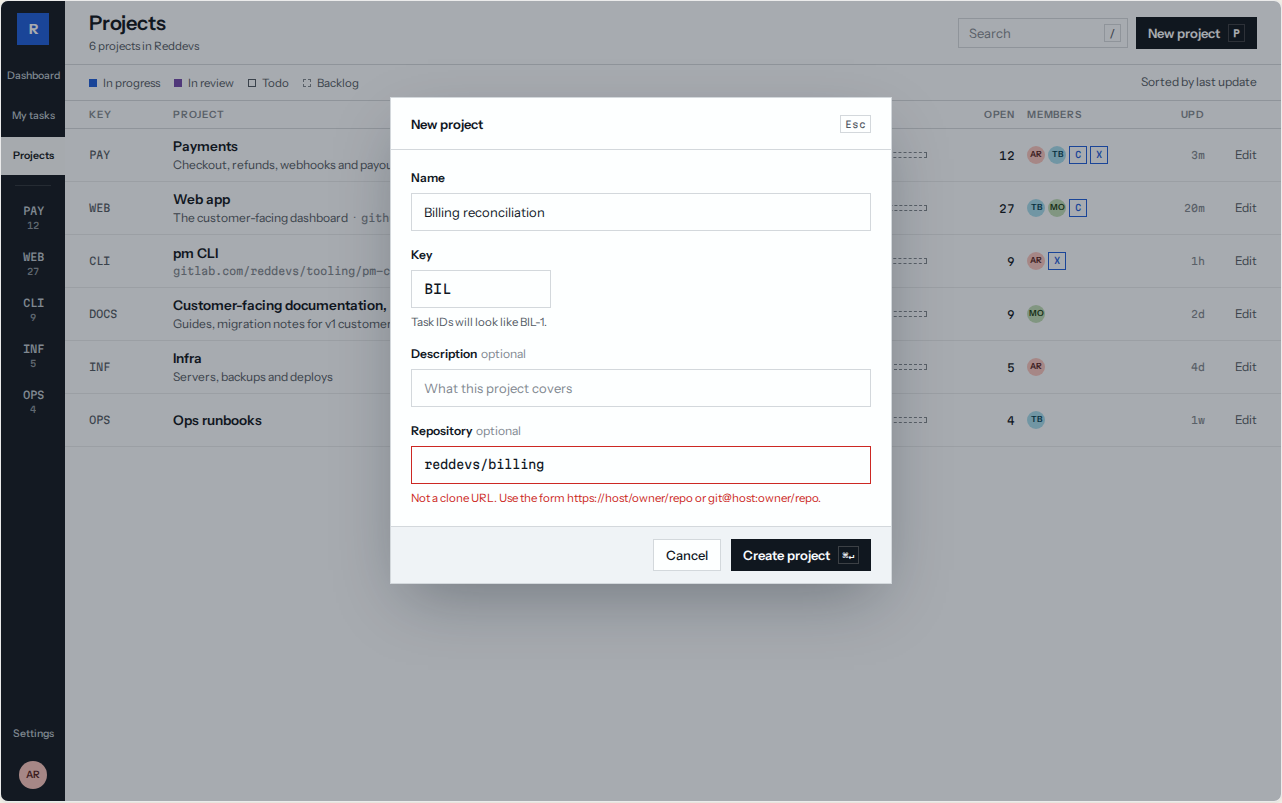 R
Projects
6 projects in Reddevs
Search /
New project P
Dashboard
My tasks
Projects
PAY
12
WEB
27
CLI
9
INF
5
OPS
4
Settings
AR
In progress In review Todo Backlog
Sorted by last update
KEY PROJECT OPEN MEMBERS UPD
PAY Payments 12 AR TB C X 3m Edit
Checkout, refunds, webhooks and
WEB Web app 27 TB MO C 20m Edit
The customer-facing dashboard ·
CLI pm CLI 9 AR X 1h Edit
gitlab.com/reddevs/tooling/pm-c
DOCS Customer-facing documentation, 9 MO 2d Edit
Guides, migration notes for v1
INF Infra 5 AR 4d Edit
Servers, backups and deploys
OPS Ops runbooks 4 TB 1w Edit
New project Esc
Name
Billing reconciliation
Key
BIL
Task IDs will look like BIL-1.
Description optional
What this project covers
Repository optional
reddevs/billing
Not a clone URL. Use the form https://host/owner/repo or git@host:owner/repo.
Cancel
Create project ⌘↵